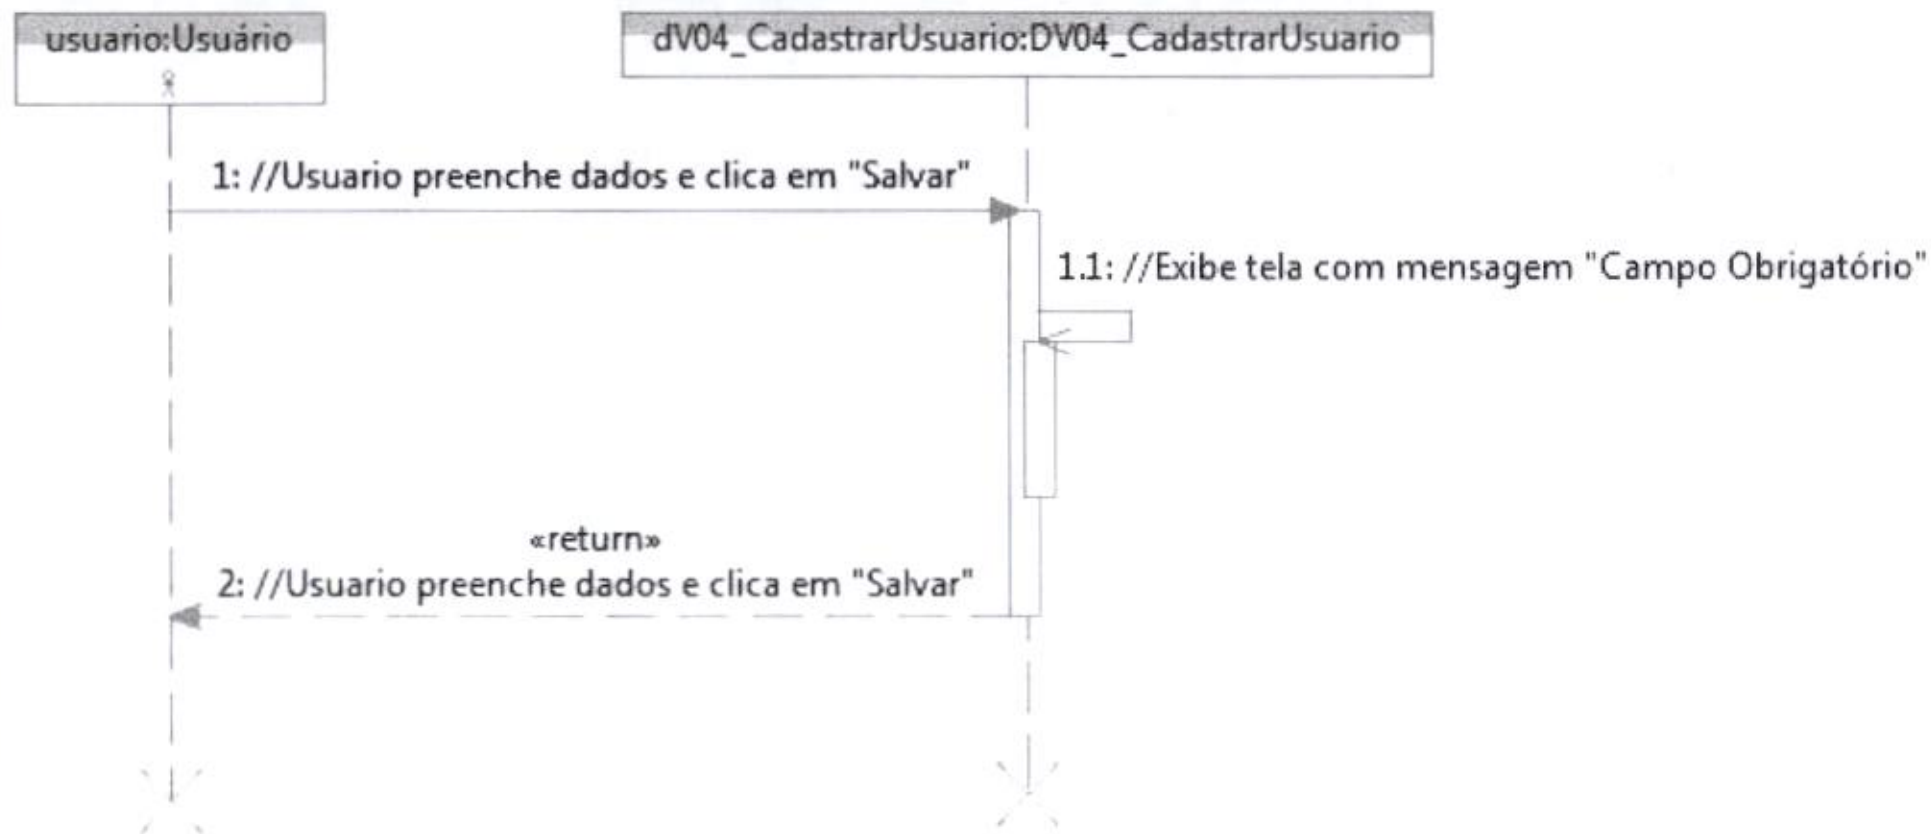 usuario:Usuário
dV04_CadastrarUsuario:DV04_CadastrarUsuario
1: //Usuario preenche dados e clica em "Salvar"
1.1: //Exibe tela com mensagem "Campo Obrigatório"
«return»
2: //Usuario preenche dados e clica em "Salvar"